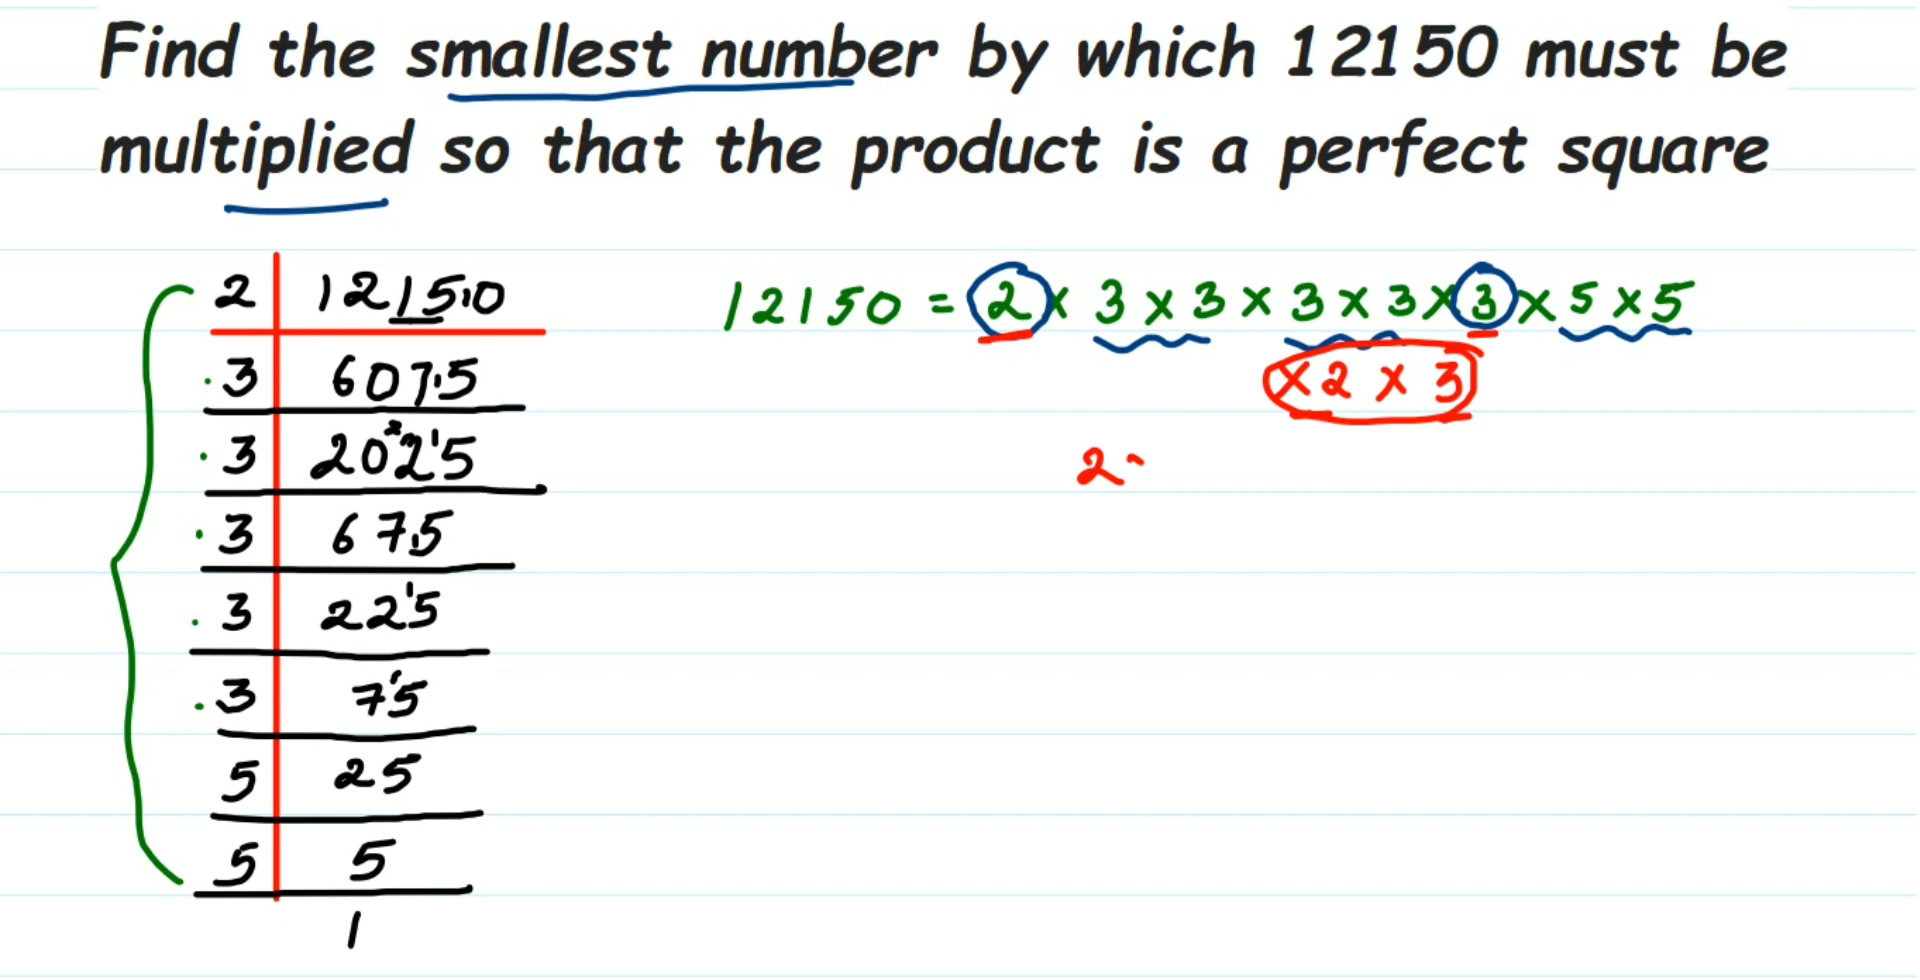 Find the smallest number by which 12150 must be
multiplied so that the product is a perfect square
2 | 12150
3 | 6075
3 | 2025
3 | 675
3 | 225
3 | 75
5 | 25
5 | 5
1
12150 = 2 x 3 x 3 x 3 x 3 x 3 x 5 x 5
x 2 x 3
2